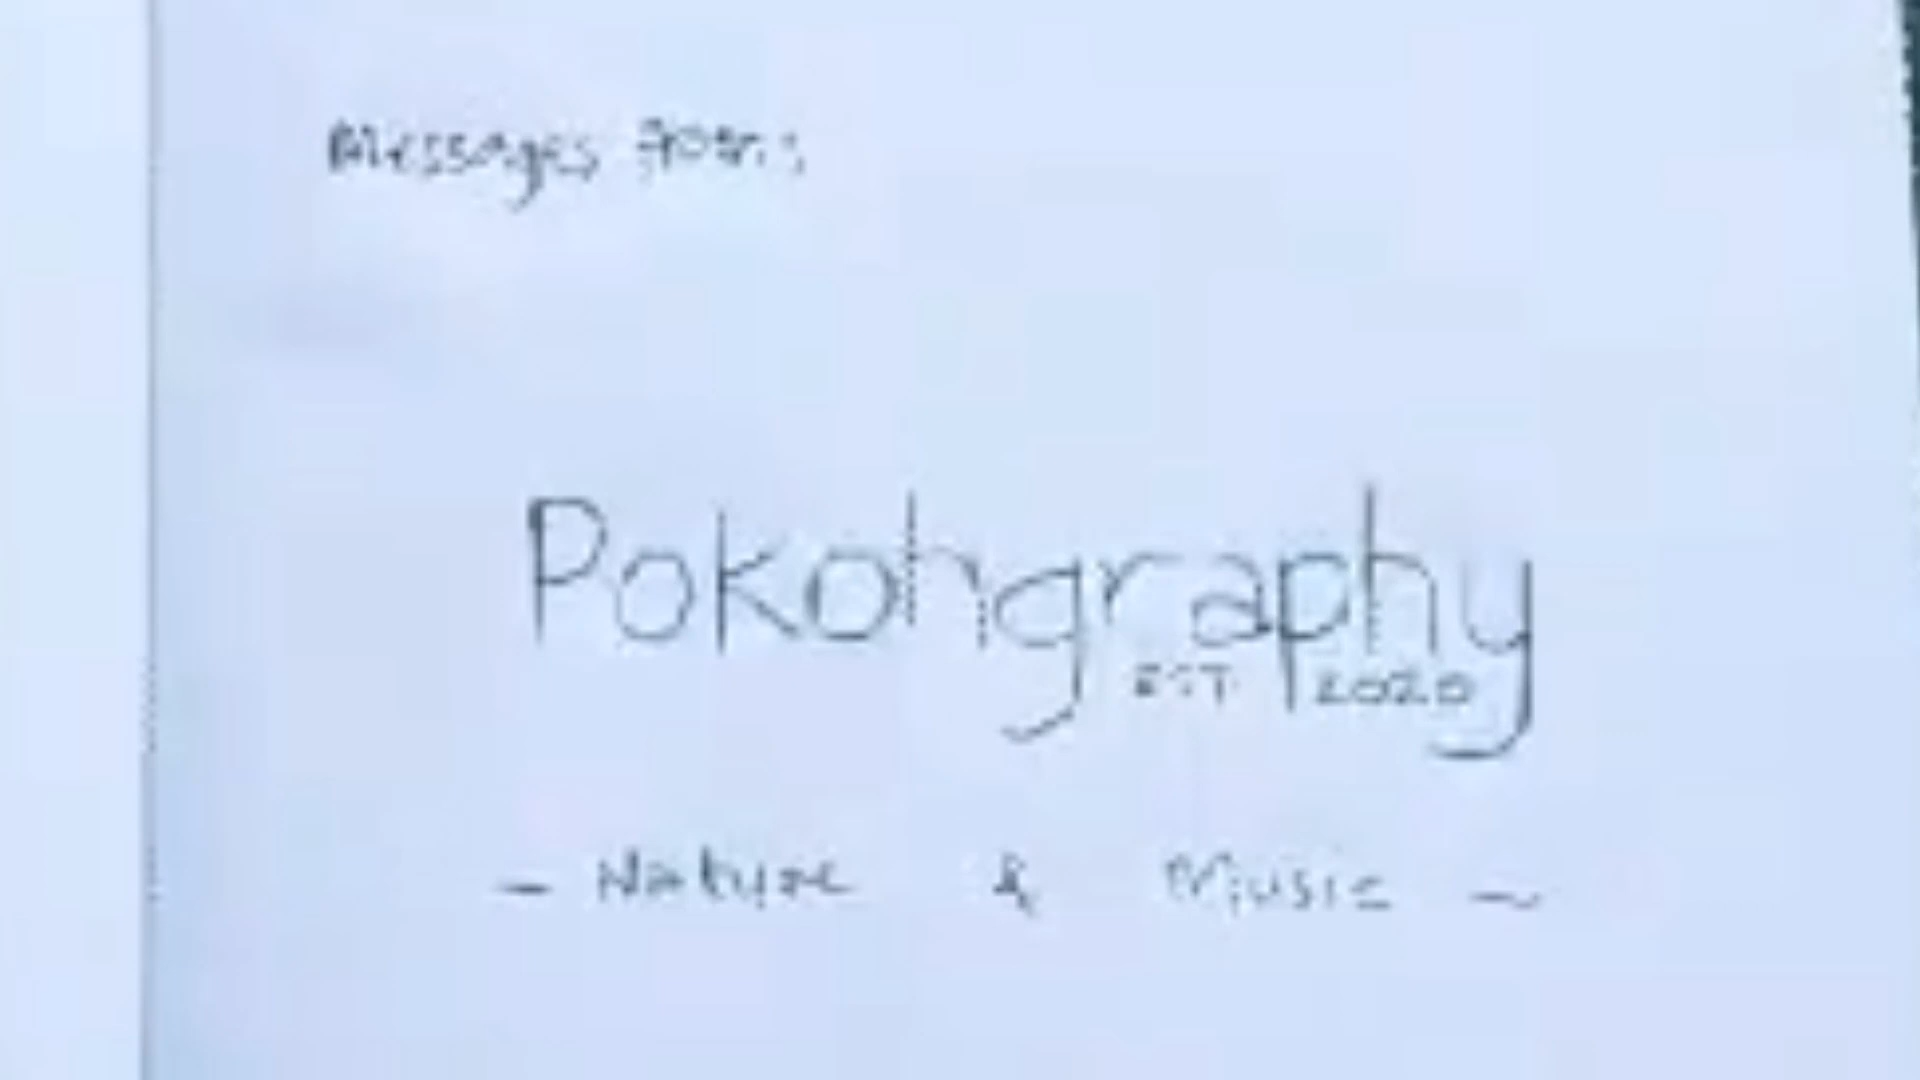 Messages from:
Pokohgraphy
EST 2020
- Nature & Music ~